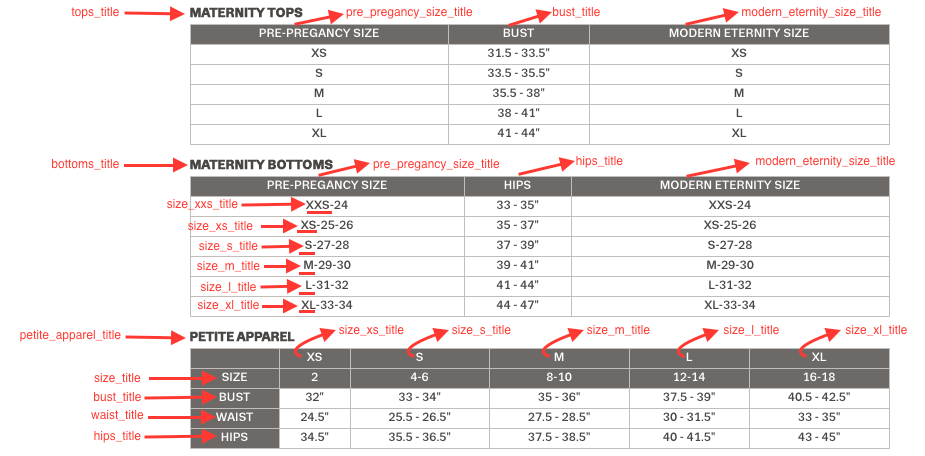 tops_title MATERNITY TOPS pre_pregancy_size_title bust_title modern_eternity_size_title
PRE-PREGANCY SIZE BUST MODERN ETERNITY SIZE
XS 31.5 - 33.5" XS
S 33.5 - 35.5" S
M 35.5 - 38" M
L 38 - 41" L
XL 41 - 44" XL
bottoms_title MATERNITY BOTTOMS pre_pregancy_size_title hips_title modern_eternity_size_title
PRE-PREGANCY SIZE HIPS MODERN ETERNITY SIZE
size_xxs_title XXS-24 33 - 35" XXS-24
size_xs_title XS-25-26 35 - 37" XS-25-26
size_s_title S-27-28 37 - 39" S-27-28
size_m_title M-29-30 39 - 41" M-29-30
size_l_title L-31-32 41 - 44" L-31-32
size_xl_title XL-33-34 44 - 47" XL-33-34
petite_apparel_title PETITE APPAREL size_xs_title size_s_title size_m_title size_l_title size_xl_title
XS S M L XL
size_title SIZE 2 4-6 8-10 12-14 16-18
bust_title BUST 32" 33 - 34" 35 - 36" 37.5 - 39" 40.5 - 42.5"
waist_title WAIST 24.5" 25.5 - 26.5" 27.5 - 28.5" 30 - 31.5" 33 - 35"
hips_title HIPS 34.5" 35.5 - 36.5" 37.5 - 38.5" 40 - 41.5" 43 - 45"